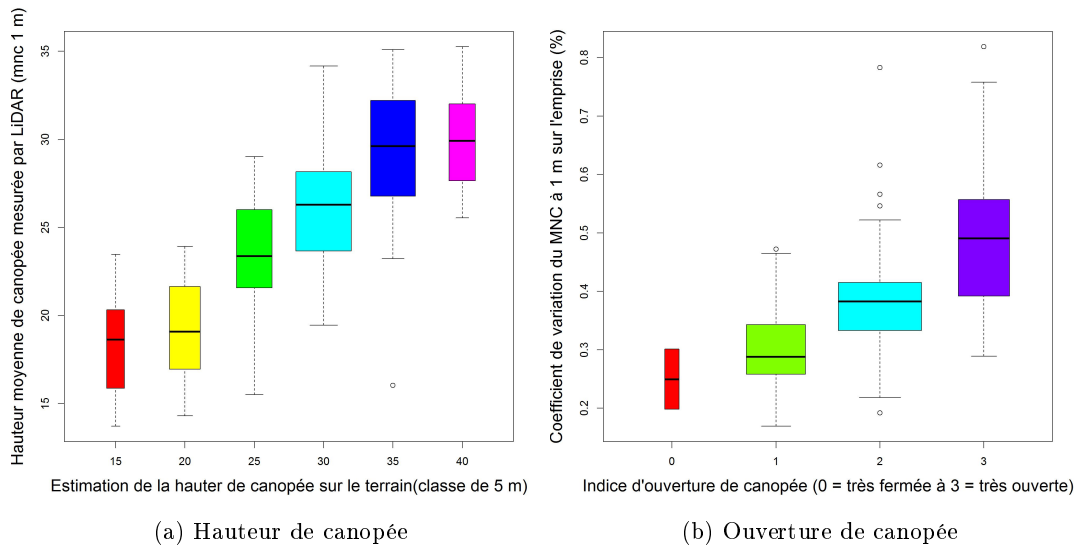 Hauteur moyenne de canopée mesurée par LiDAR (mnc 1 m)
35
30
25
20
15
15 20 25 30 35 40
Estimation de la hauter de canopée sur le terrain(classe de 5 m)
(a) Hauteur de canopée
Coefficient de variation du MNC à 1 m sur l'emprise (%)
0.8
0.7
0.6
0.5
0.4
0.3
0.2
0 1 2 3
Indice d'ouverture de canopée (0 = très fermée à 3 = très ouverte)
(b) Ouverture de canopée